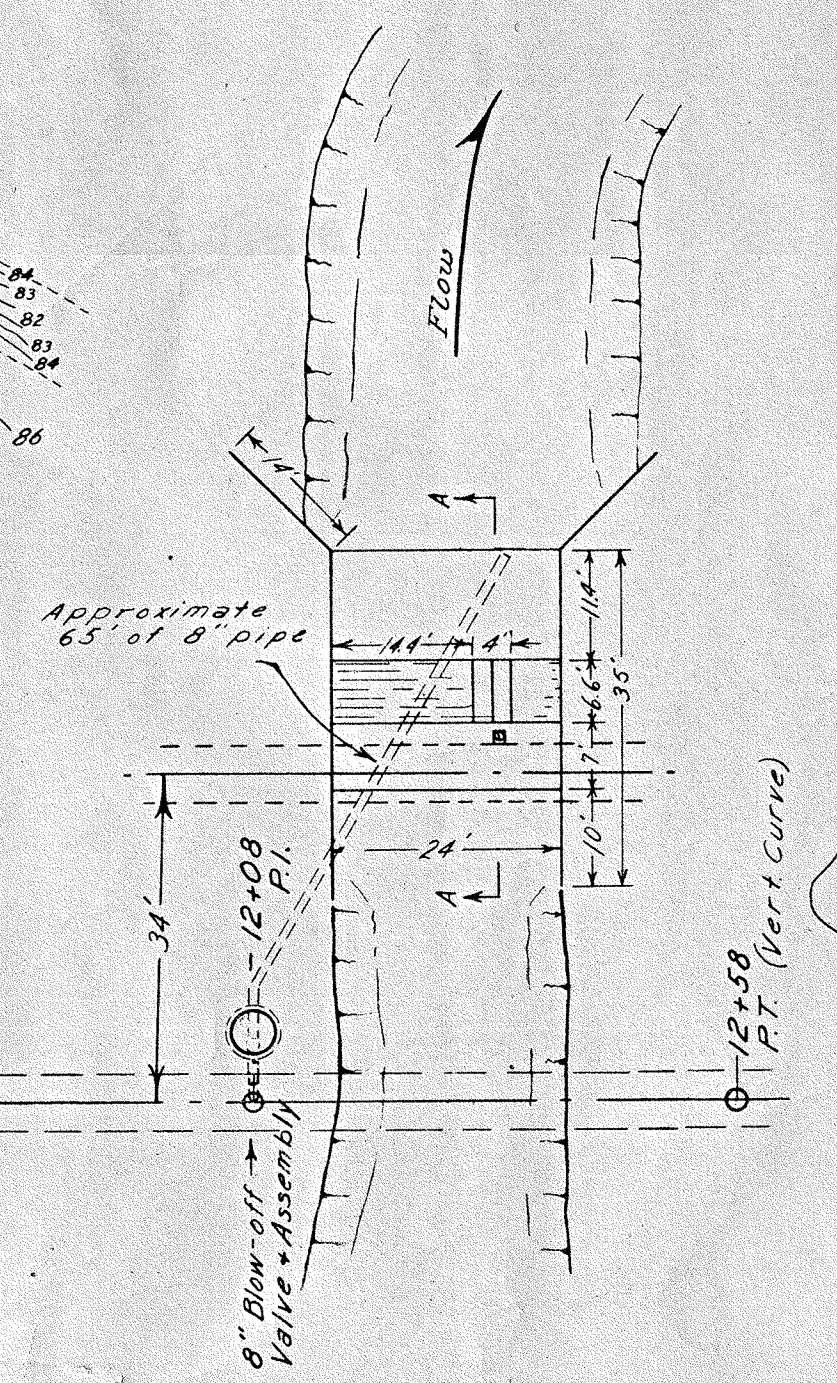 84
83
82
83
84
86
Flow
14'
A
Approximate
65' of 8" pipe
14.4'
4'
11.4'
6.6'
35'
7'
10'
24'
A
34'
12+08
P.I.
12+58
P.T. (Vert. Curve)
8" Blow-off
Valve + Assembly